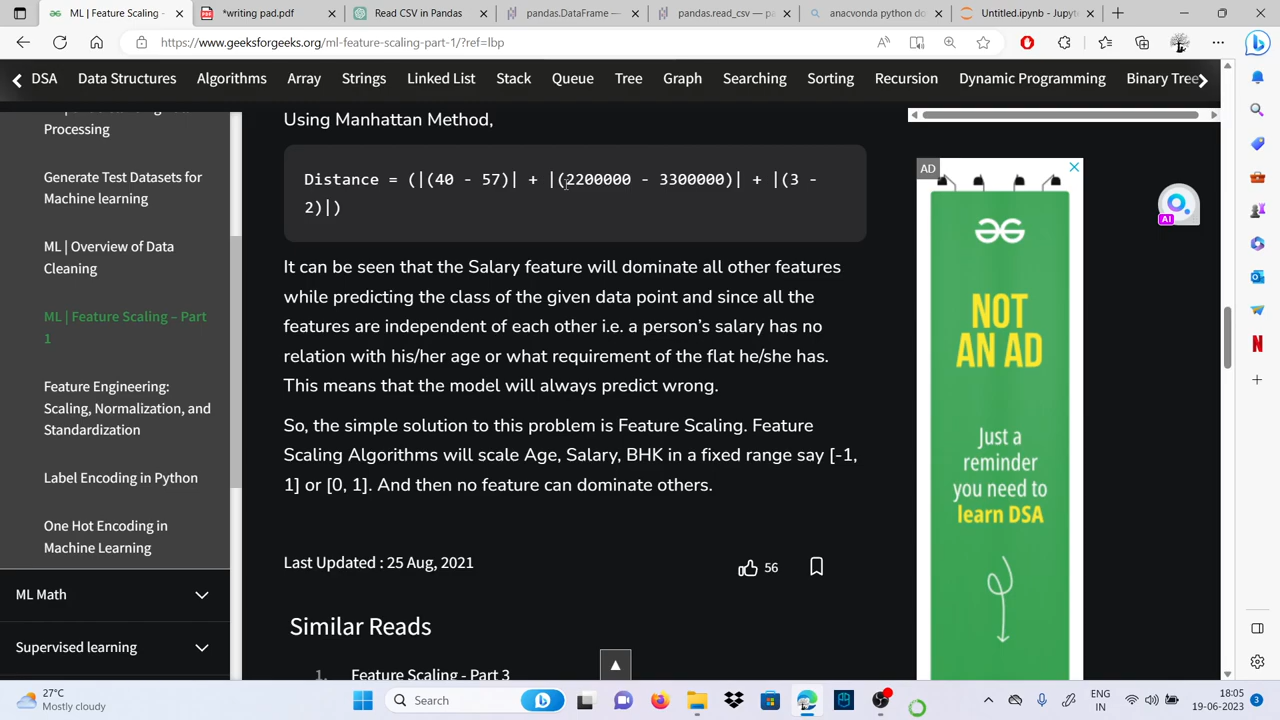 ML | Feature Scaling -
*writing pad.pdf
Read CSV in Pandas
pandas.DataFrame —
pandas.read_csv — pa
anacvonda python do
Untitled.ipynb - Jupyt
https://www.geeksforgeeks.org/ml-feature-scaling-part-1/?ref=lbp
DSA Data Structures Algorithms Array Strings Linked List Stack Queue Tree Graph Searching Sorting Recursion Dynamic Programming Binary Tree
Processing
Generate Test Datasets for
Machine learning
ML | Overview of Data
Cleaning
ML | Feature Scaling – Part
1
Feature Engineering:
Scaling, Normalization, and
Standardization
Label Encoding in Python
One Hot Encoding in
Machine Learning
ML Math
Supervised learning
Using Manhattan Method,
Distance = (|(40 - 57)| + |(2200000 - 3300000)| + |(3 -
2)|)
It can be seen that the Salary feature will dominate all other features
while predicting the class of the given data point and since all the
features are independent of each other i.e. a person’s salary has no
relation with his/her age or what requirement of the flat he/she has.
This means that the model will always predict wrong.
So, the simple solution to this problem is Feature Scaling. Feature
Scaling Algorithms will scale Age, Salary, BHK in a fixed range say [-1,
1] or [0, 1]. And then no feature can dominate others.
Last Updated : 25 Aug, 2021
56
Similar Reads
1. Feature Scaling - Part 3
AD
NOT
AN AD
Just a
reminder
you need to
learn DSA
AI
27°C
Mostly cloudy
Search
ENG
IN
18:05
19-06-2023
3